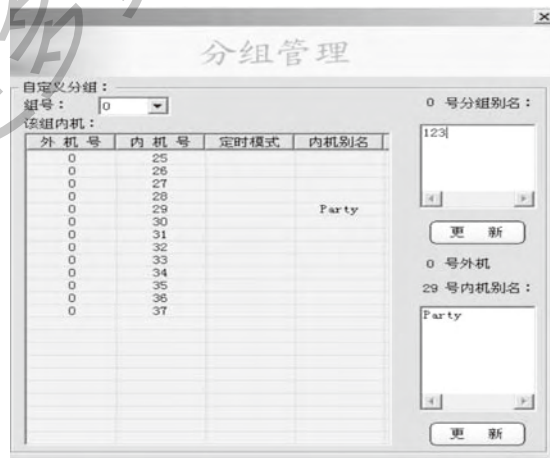 分组管理
自定义分组：
组号： 0
0 号分组别名：
该组内机：
123
外 机 号 内 机 号 定时模式 内机别名
0 25
0 26
0 27
0 28
0 29 Party
0 30
0 31
0 32
0 33
0 34
0 35
0 36
0 37
更 新
0 号外机
29 号内机别名：
Party
更 新